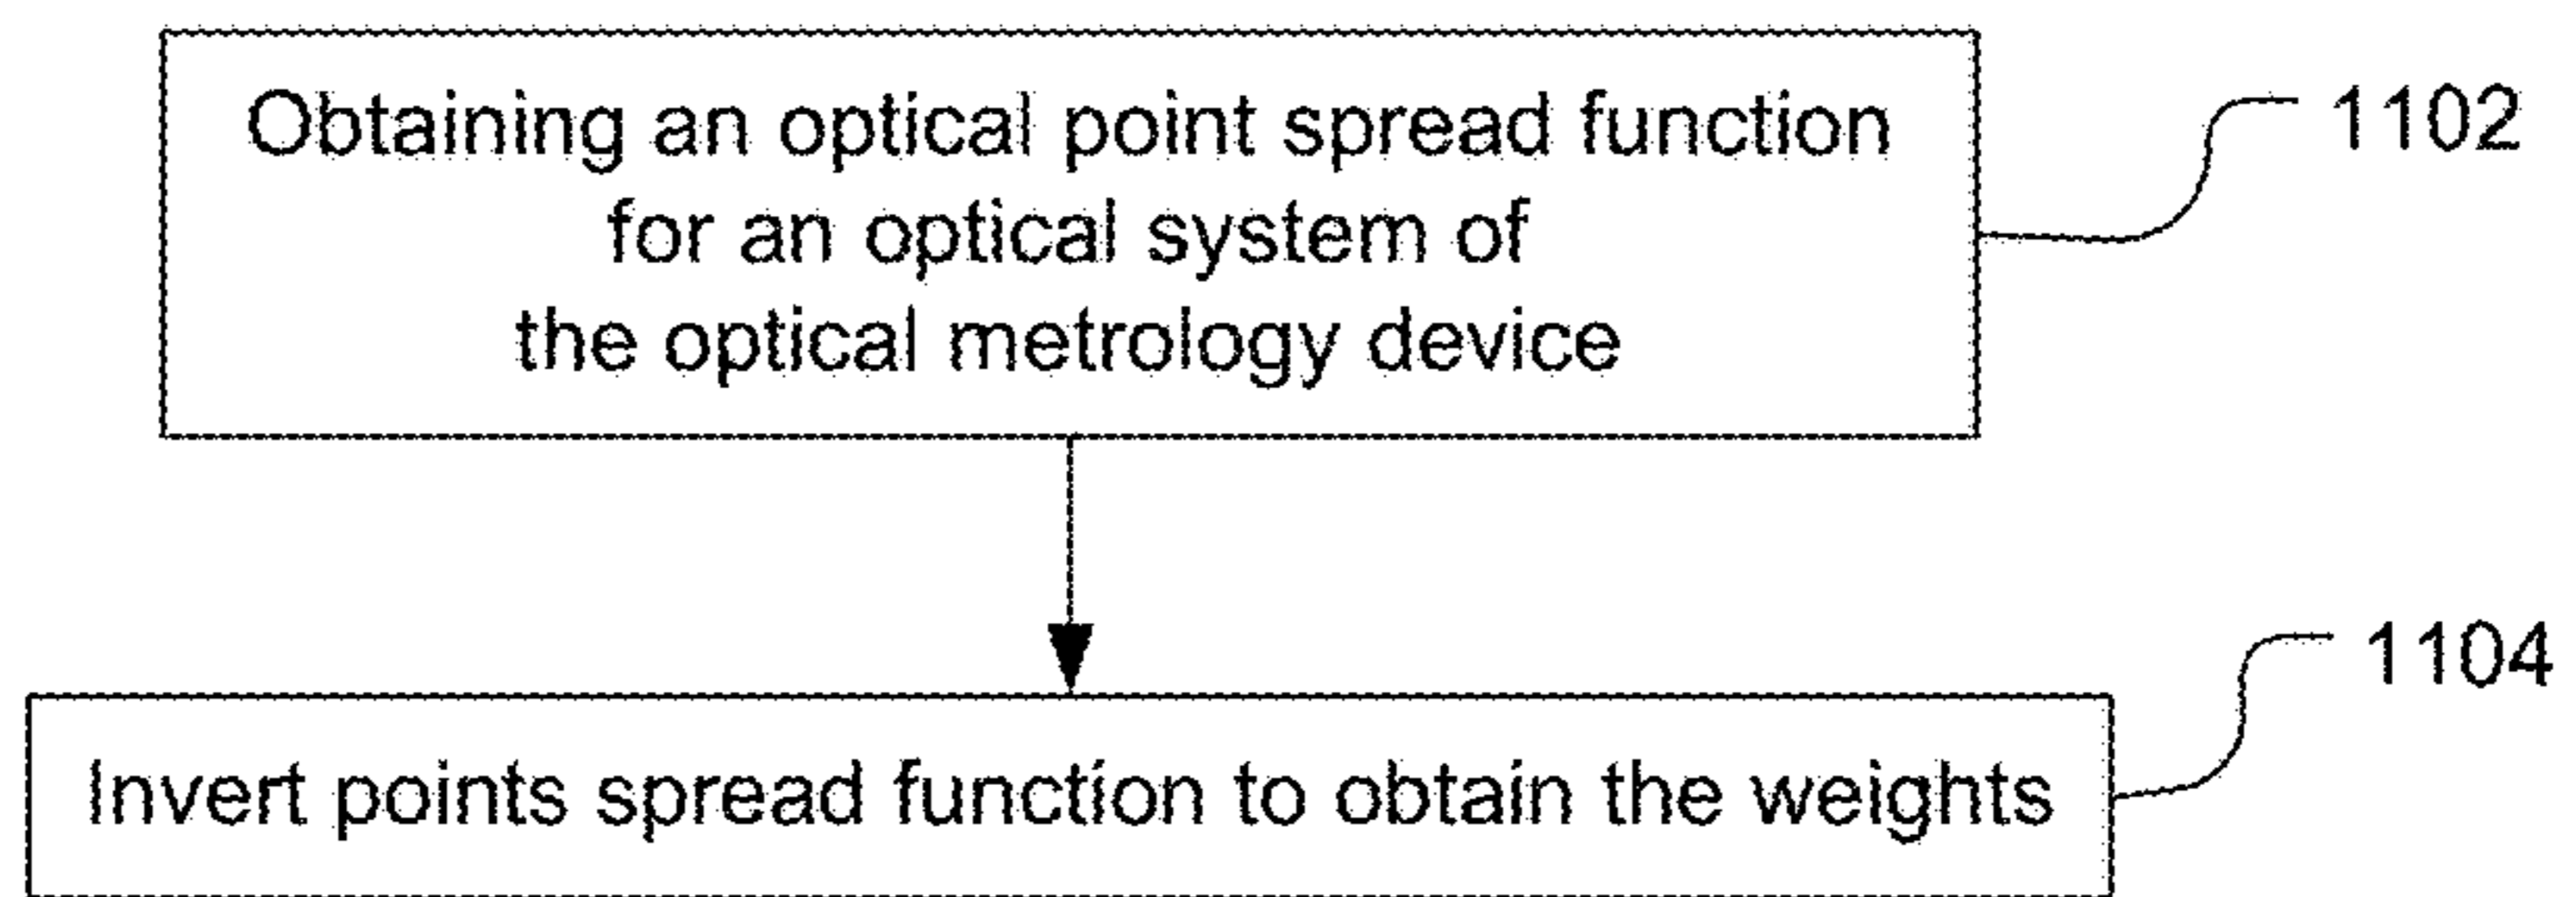 Obtaining an optical point spread function
for an optical system of
the optical metrology device
1102
Invert points spread function to obtain the weights
1104